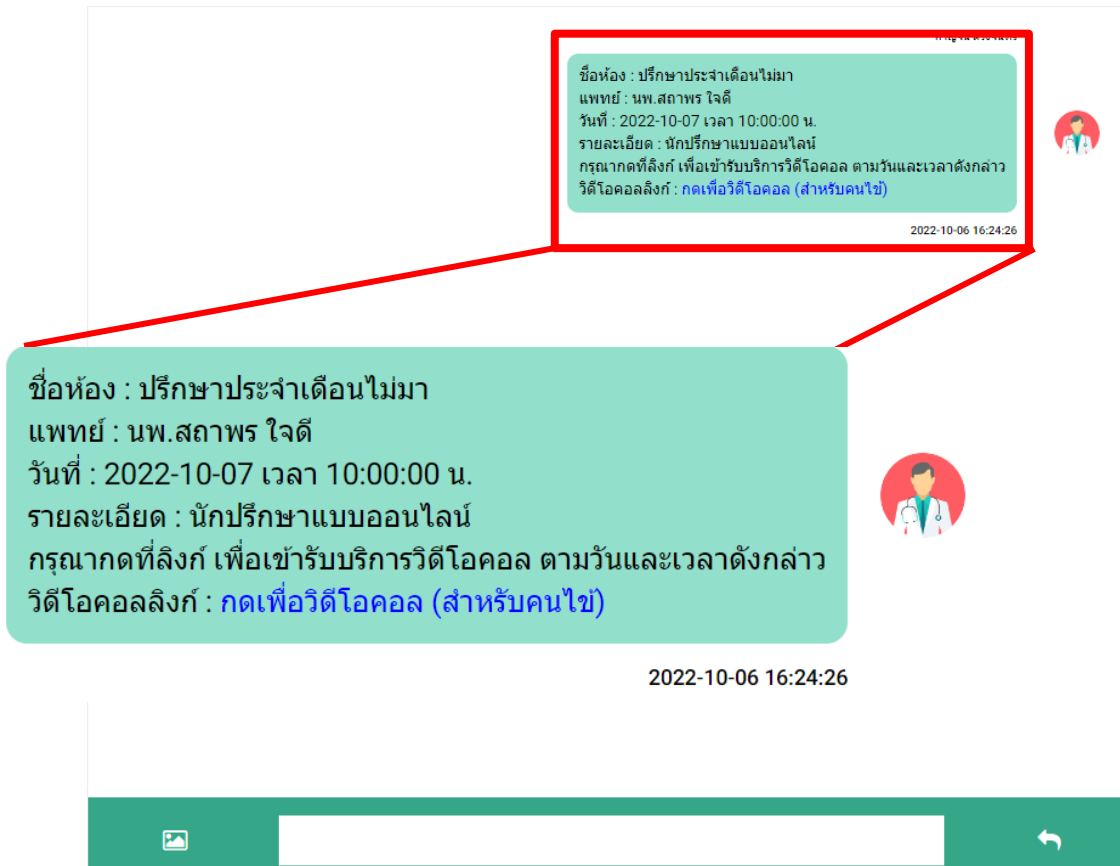 ชื่อห้อง : ปรึกษาประจำเดือนไม่มา
แพทย์ : นพ.สถาพร ใจดี
วันที่ : 2022-10-07 เวลา 10:00:00 น.
รายละเอียด : นักปรึกษาแบบออนไลน์
กรุณากดที่ลิงก์ เพื่อเข้ารับบริการวิดีโอคอล ตามวันและเวลาดังกล่าว
วิดีโอคอลลิงก์ : กดเพื่อวิดีโอคอล (สำหรับคนไข้)
2022-10-06 16:24:26
ชื่อห้อง : ปรึกษาประจำเดือนไม่มา
แพทย์ : นพ.สถาพร ใจดี
วันที่ : 2022-10-07 เวลา 10:00:00 น.
รายละเอียด : นักปรึกษาแบบออนไลน์
กรุณากดที่ลิงก์ เพื่อเข้ารับบริการวิดีโอคอล ตามวันและเวลาดังกล่าว
วิดีโอคอลลิงก์ : กดเพื่อวิดีโอคอล (สำหรับคนไข้)
2022-10-06 16:24:26